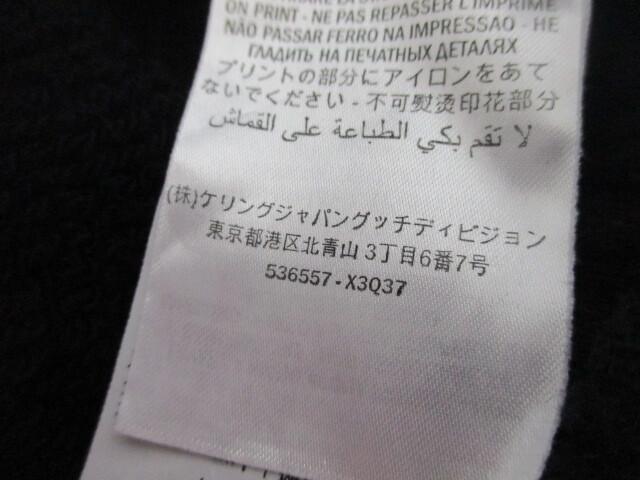 ON PRINT - NE PAS REPASSER L'IMPRIMÉ
NÃO PASSAR FERRO NA IMPRESSAO - НЕ
ГЛАДИТЬ НА ПЕЧАТНЫХ ДЕТАЛЯХ
プリントの部分にアイロンをあて
ないでください - 不可熨烫印花部分
لا تقم بكي الطباعة على القماش
(株)ケリングジャパングッチディビジョン
東京都港区北青山 3丁目6番7号
536557-X3Q37